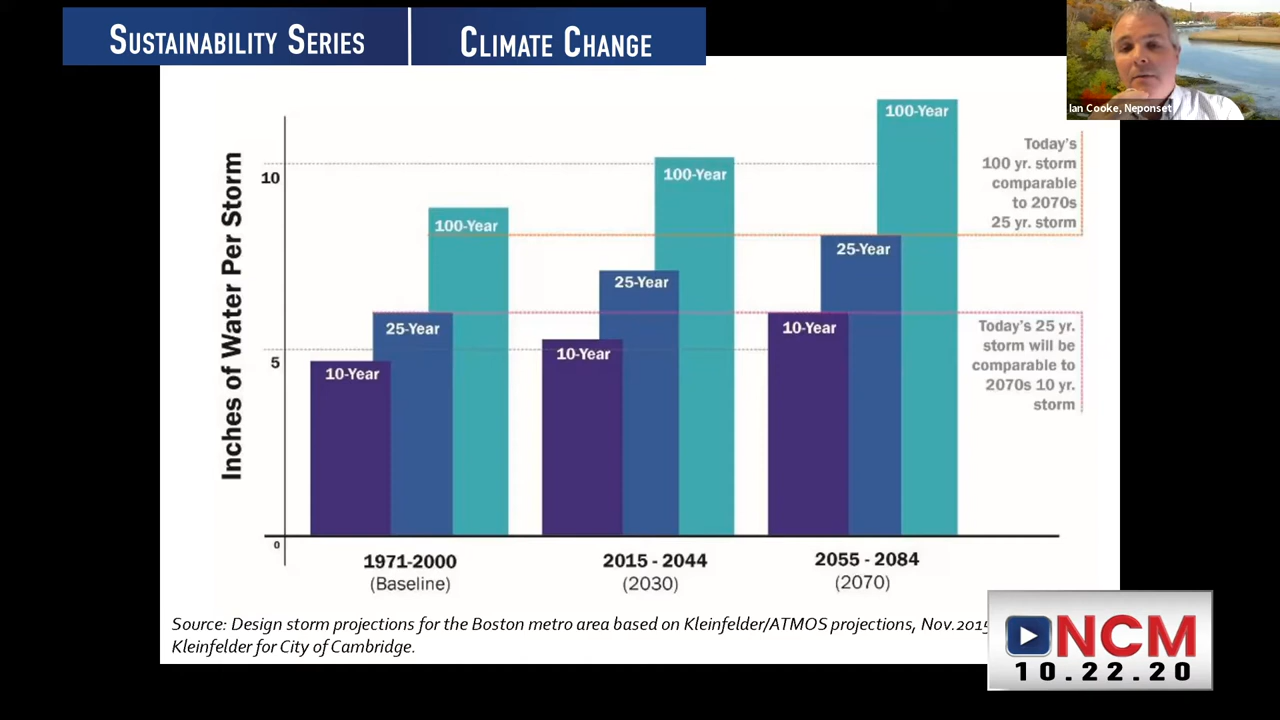 SUSTAINABILITY SERIES
CLIMATE CHANGE
Ian Cooke, Neponset
Inches of Water Per Storm
10
5
0
10-Year
25-Year
100-Year
10-Year
25-Year
100-Year
10-Year
25-Year
100-Year
Today's
100 yr. storm
comparable
to 2070s
25 yr. storm
Today's 25 yr.
storm will be
comparable to
2070s 10 yr.
storm
1971-2000
(Baseline)
2015 - 2044
(2030)
2055 - 2084
(2070)
Source: Design storm projections for the Boston metro area based on Kleinfelder/ATMOS projections, Nov.2015
Kleinfelder for City of Cambridge.
NCM
10.22.20